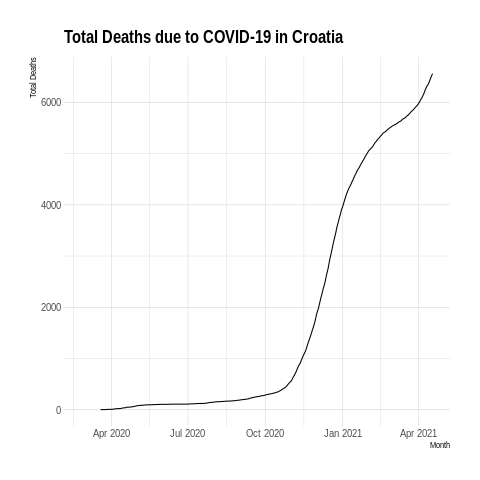 Total Deaths due to COVID-19 in Croatia
Total Deaths
6000
4000
2000
0
Apr 2020 Jul 2020 Oct 2020 Jan 2021 Apr 2021
Month